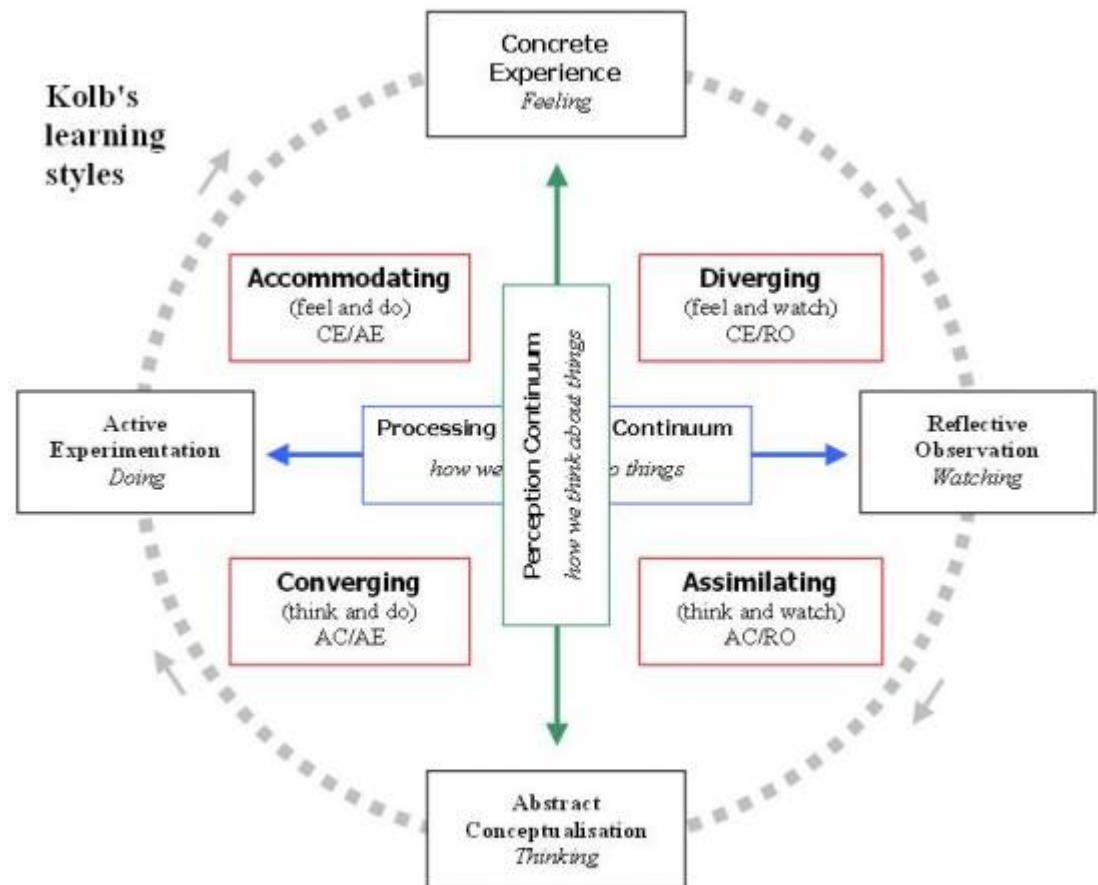 Kolb's
learning
styles
Concrete
Experience
Feeling
Accommodating
(feel and do)
CE/AE
Diverging
(feel and watch)
CE/RO
Active
Experimentation
Doing
Processing
Continuum
how we
things
Perception Continuum
how we think about things
Reflective
Observation
Watching
Converging
(think and do)
AC/AE
Assimilating
(think and watch)
AC/RO
Abstract
Conceptualisation
Thinking